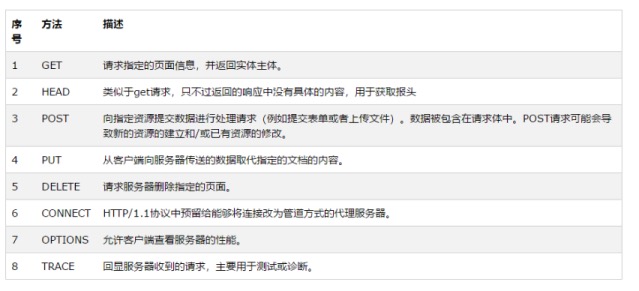 序号 方法 描述
1 GET 请求指定的页面信息，并返回实体主体。
2 HEAD 类似于get请求，只不过返回的响应中没有具体的内容，用于获取报头
3 POST 向指定资源提交数据进行处理请求（例如提交表单或者上传文件）。数据被包含在请求体中。POST请求可能会导
致新的资源的建立和/或已有资源的修改。
4 PUT 从客户端向服务器传送的数据取代指定的文档的内容。
5 DELETE 请求服务器删除指定的页面。
6 CONNECT HTTP/1.1协议中预留给能够将连接改为管道方式的代理服务器。
7 OPTIONS 允许客户端查看服务器的性能。
8 TRACE 回显服务器收到的请求，主要用于测试或诊断。